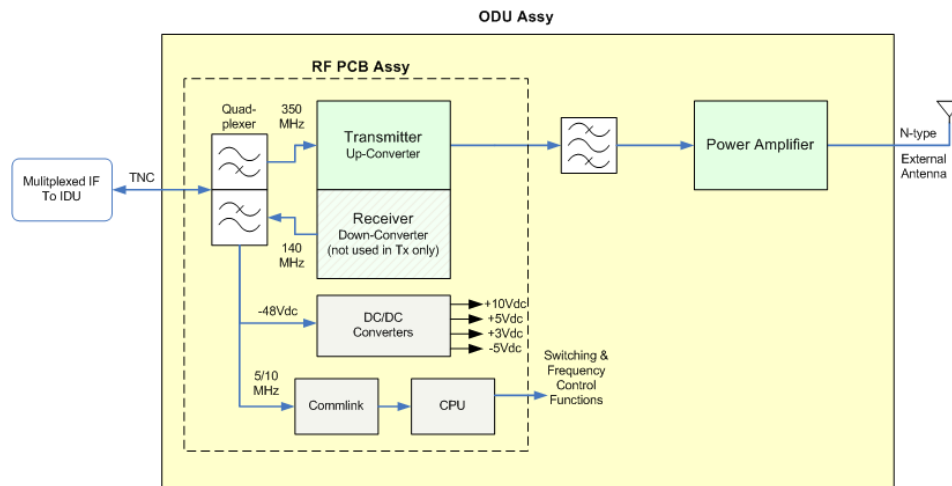 ODU Assy
RF PCB Assy
Quad-
plexer
350
MHz
Transmitter
Up-Converter
Power Amplifier
N-type
External
Antenna
Mulitplexed IF
To IDU
TNC
Receiver
Down-Converter
(not used in Tx only)
140
MHz
-48Vdc
DC/DC
Converters
+10Vdc
+5Vdc
+3Vdc
-5Vdc
5/10
MHz
Commlink
CPU
Switching &
Frequency
Control
Functions